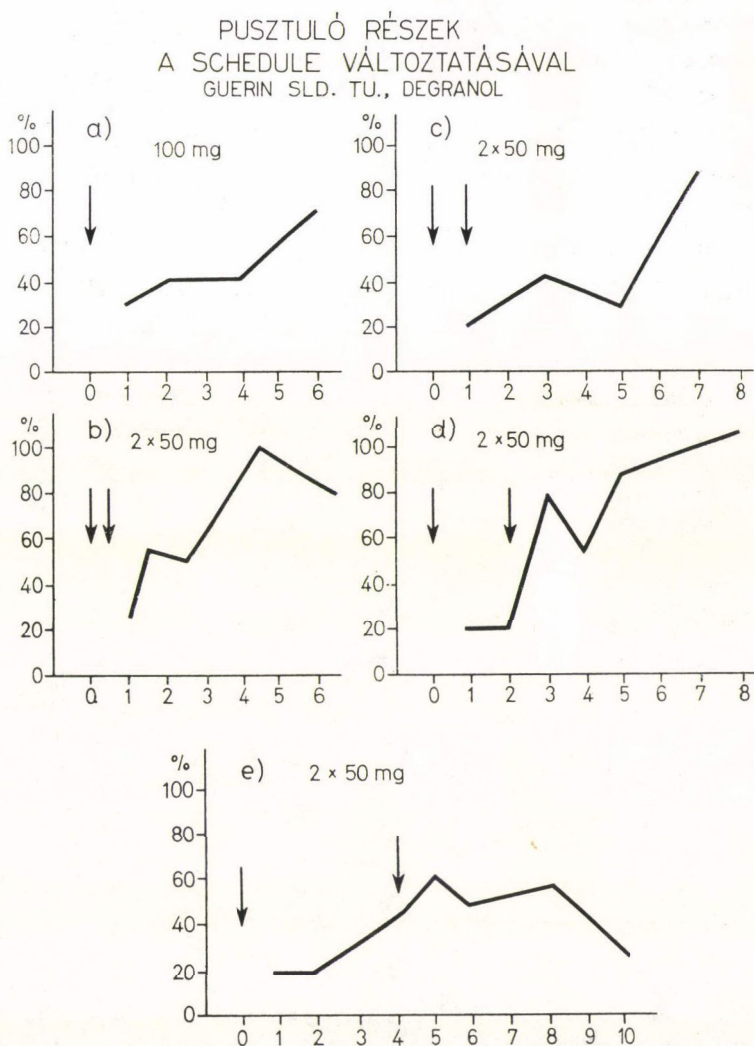 PUSZTULÓ RÉSZEK
A SCHEDULE VÁLTOZTATÁSÁVAL
GUERIN SLD. TU., DEGRANOL
%
a)
100 mg
100
80
60
40
20
0
0 1 2 3 4 5 6
%
c)
2 × 50 mg
100
80
60
40
20
0
0 1 2 3 4 5 6 7 8
%
b)
2 × 50 mg
100
80
60
40
20
0
0 1 2 3 4 5 6
%
d)
2 × 50 mg
100
80
60
40
20
0
0 1 2 3 4 5 6 7 8
%
e)
2 × 50 mg
100
80
60
40
20
0
0 1 2 3 4 5 6 7 8 9 10